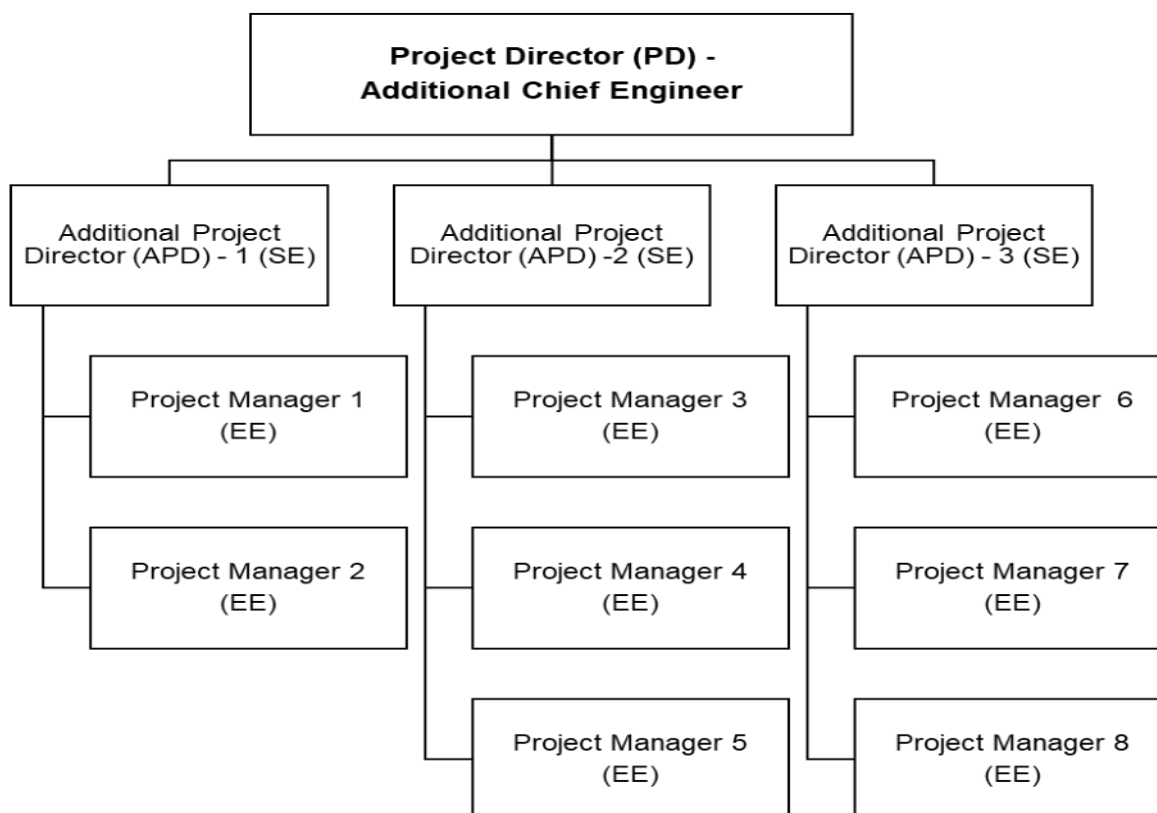 Project Director (PD) -
Additional Chief Engineer
Additional Project
Director (APD) - 1 (SE)
Additional Project
Director (APD) -2 (SE)
Additional Project
Director (APD) - 3 (SE)
Project Manager 1
(EE)
Project Manager 3
(EE)
Project Manager 6
(EE)
Project Manager 2
(EE)
Project Manager 4
(EE)
Project Manager 7
(EE)
Project Manager 5
(EE)
Project Manager 8
(EE)